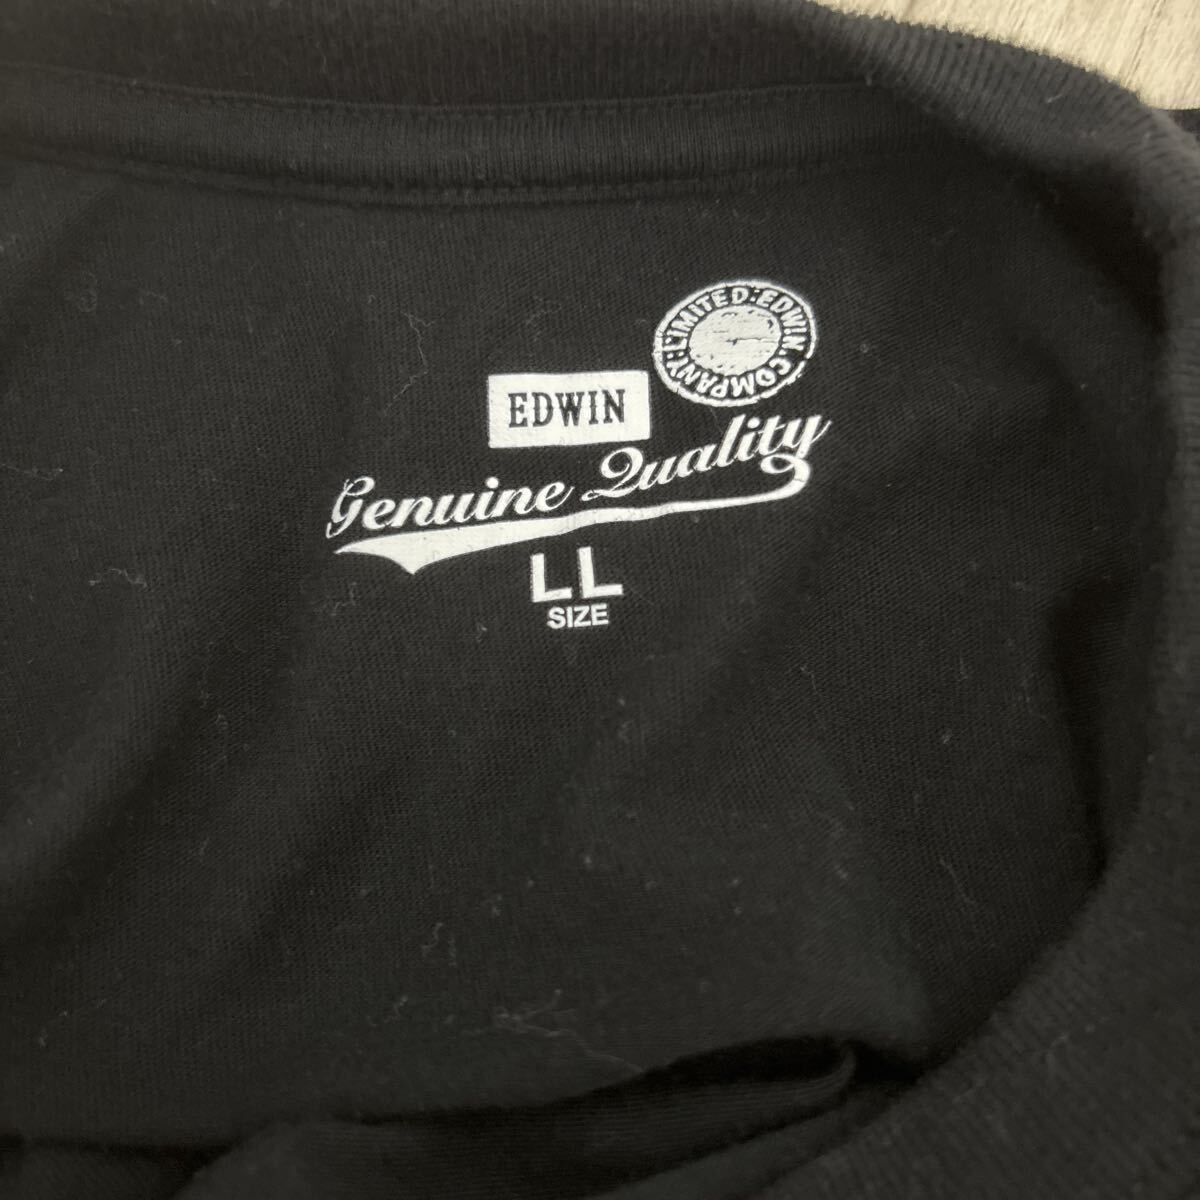 LIMITED·EDWIN·COMPANY·
EDWIN
Genuine Quality
LL
SIZE